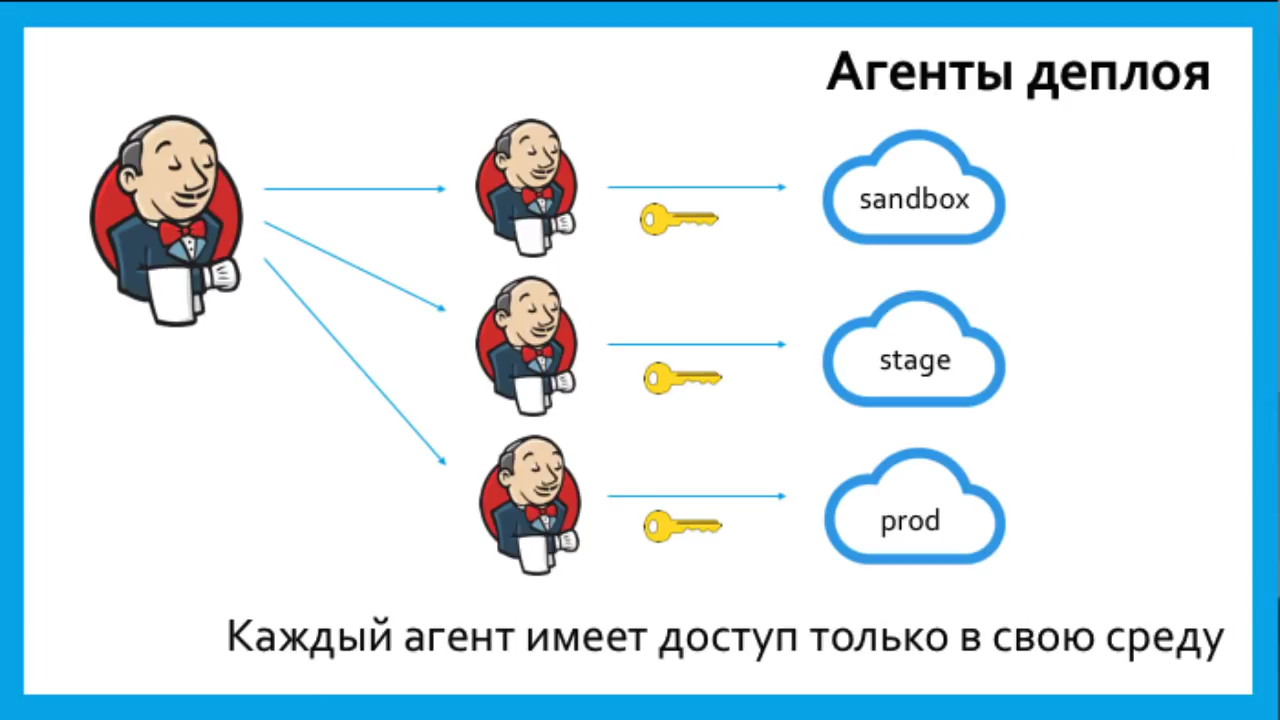 Агенты деплоя
sandbox
stage
prod
Каждый агент имеет доступ только в свою среду